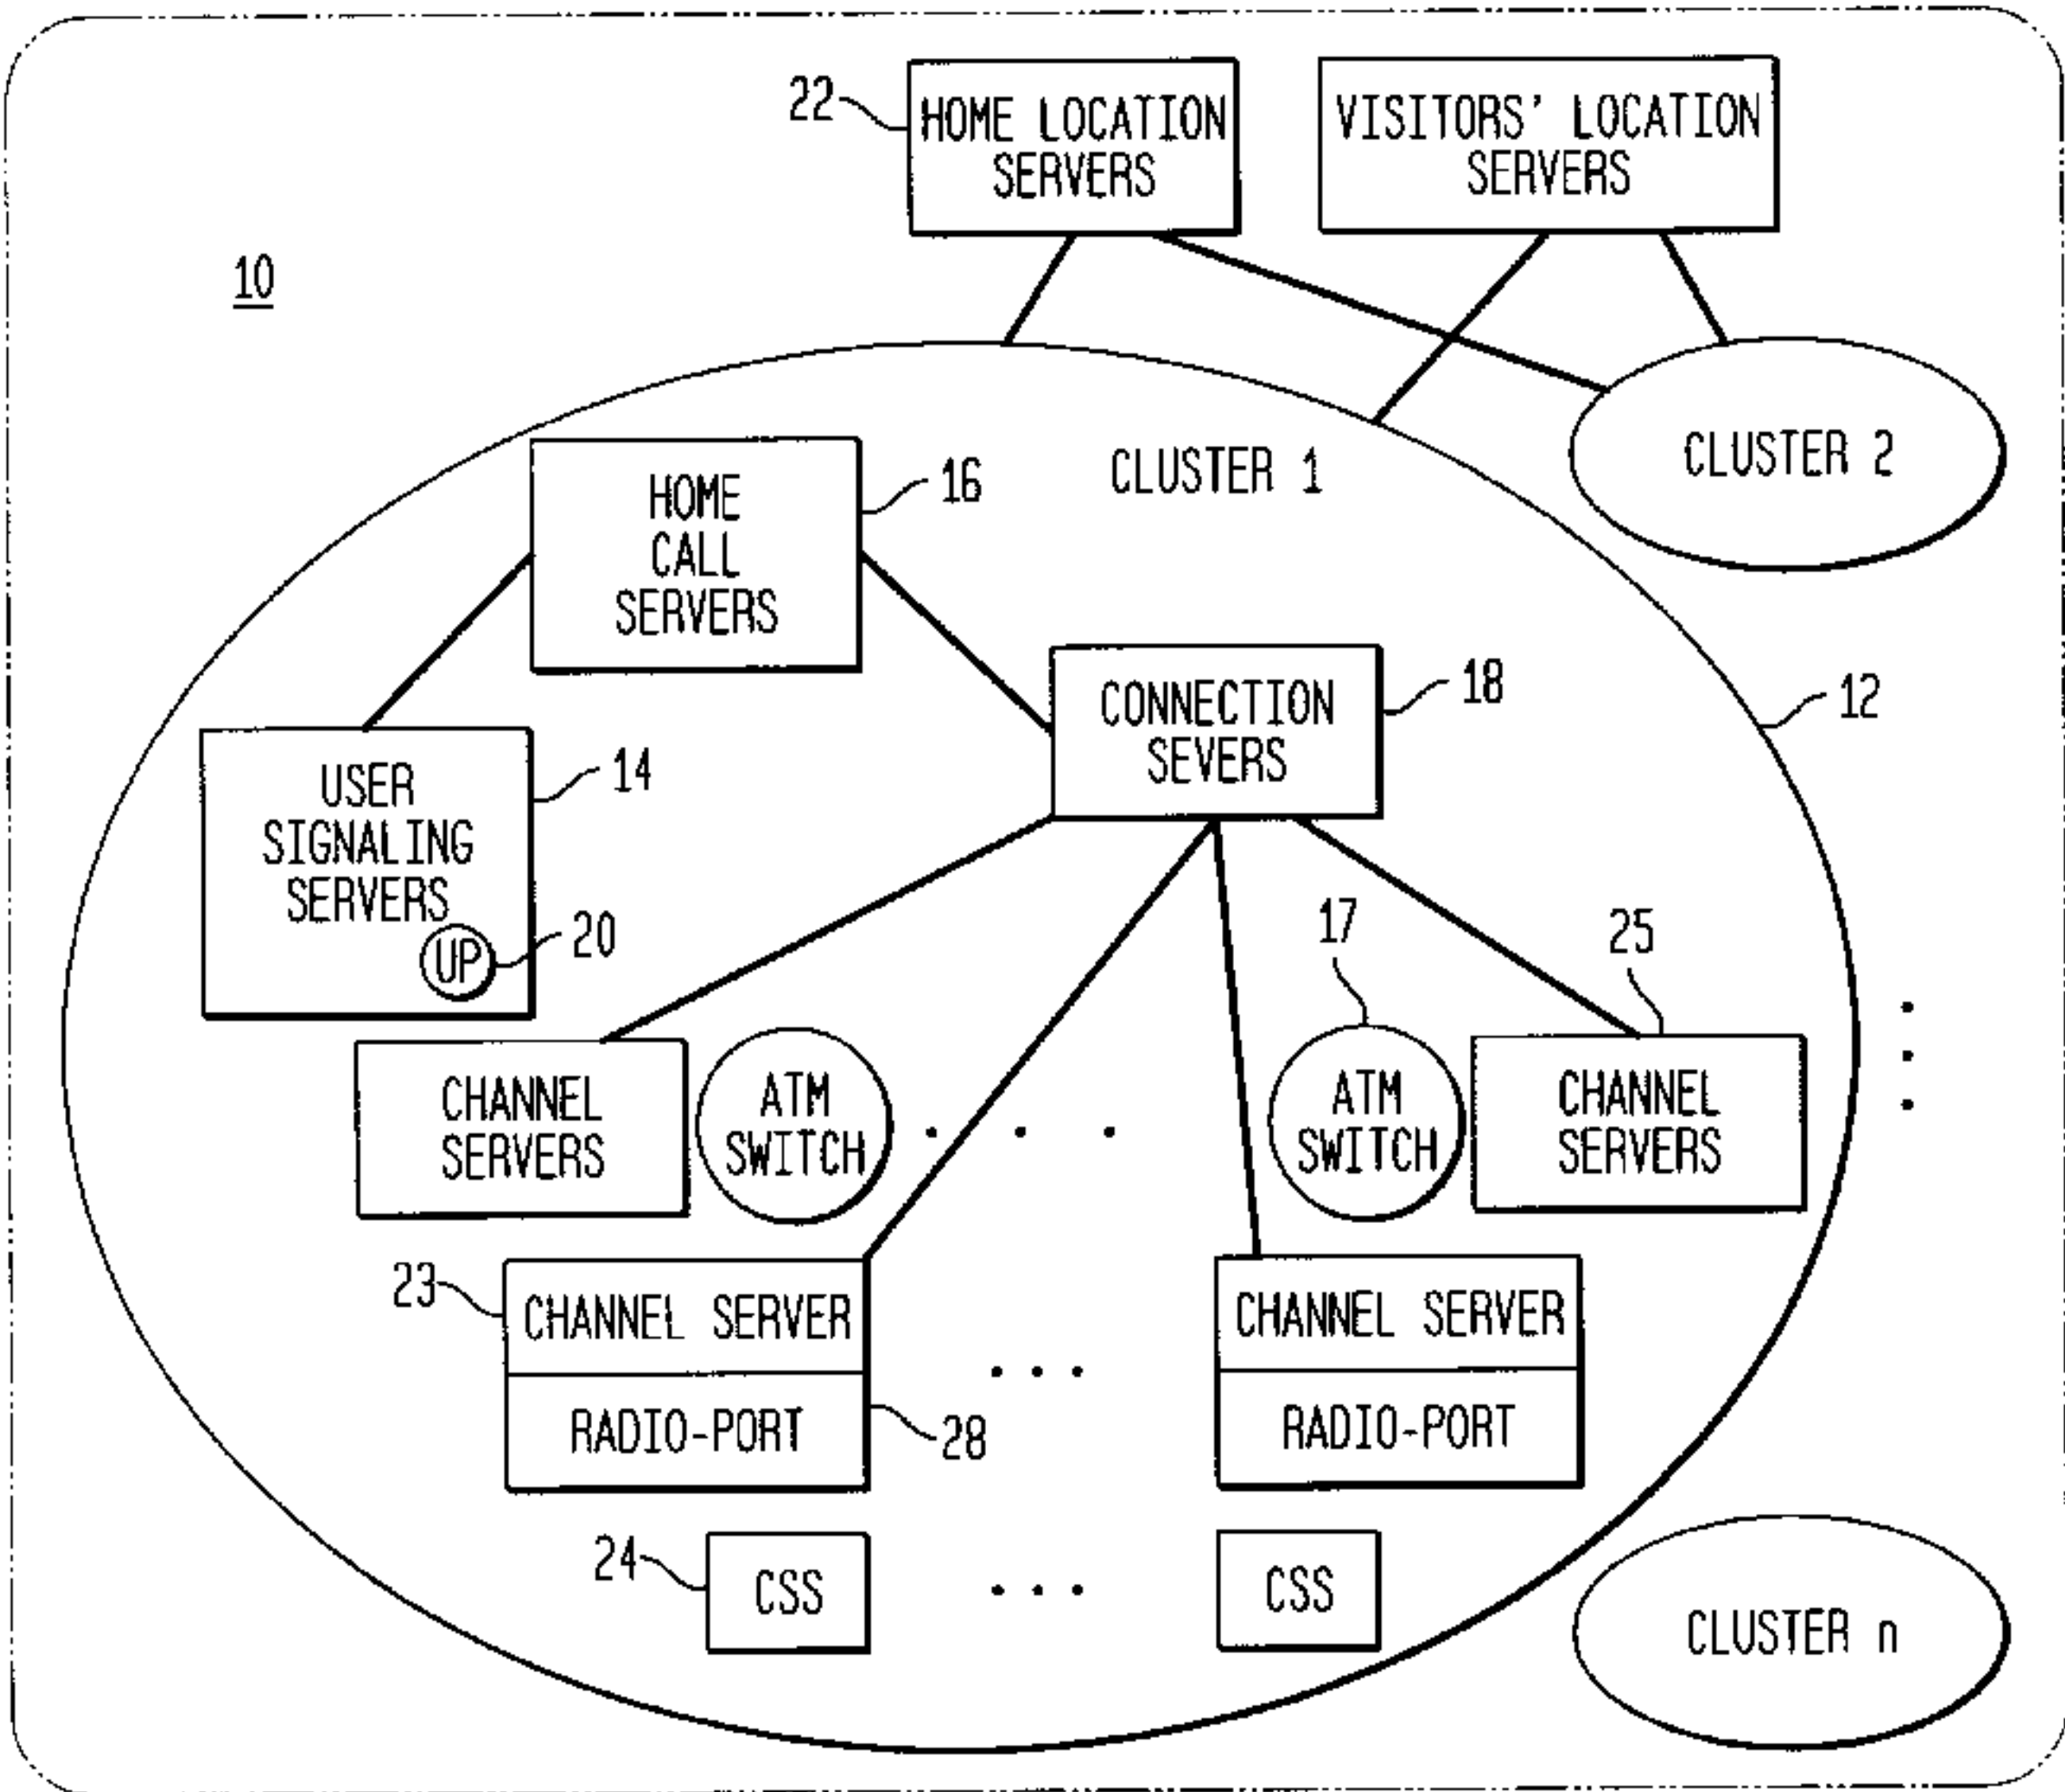 22
HOME LOCATION
SERVERS
VISITORS' LOCATION
SERVERS
10
CLUSTER 2
CLUSTER 1
HOME
CALL
SERVERS
16
CONNECTION
SEVERS
18
12
USER
SIGNALING
SERVERS
14
UP
20
17
25
CHANNEL
SERVERS
ATM
SWITCH
ATM
SWITCH
CHANNEL
SERVERS
23
CHANNEL SERVER
RADIO-PORT
28
CHANNEL SERVER
RADIO-PORT
24
CSS
CSS
CLUSTER n